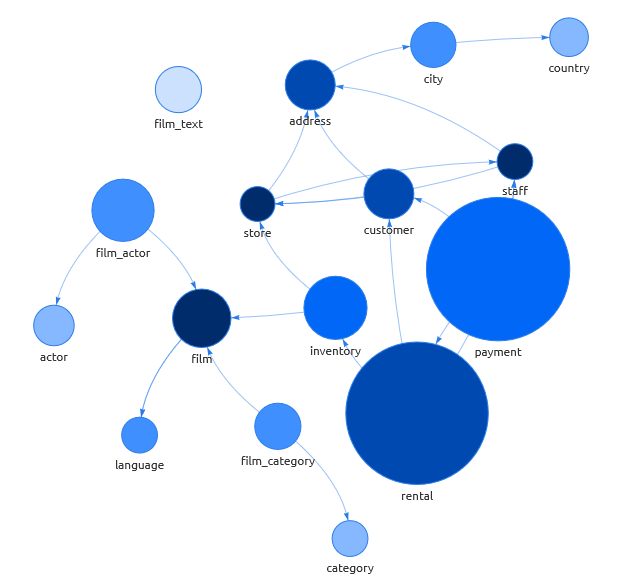 country
city
film_text
address
staff
store
customer
film_actor
inventory
payment
actor
film
language
film_category
rental
category